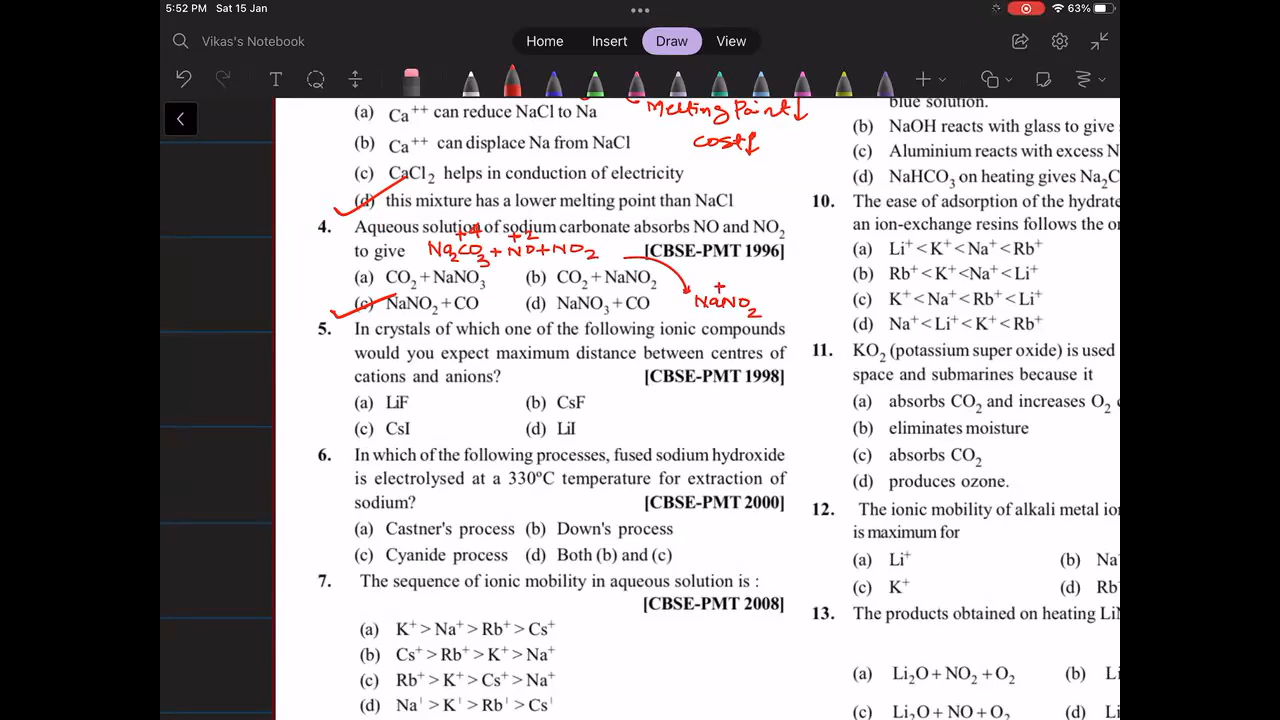 5:52 PM Sat 15 Jan
63%
Vikas's Notebook
Home Insert Draw View
(a) Ca⁺⁺ can reduce NaCl to Na
Melting Point↓
(b) Ca⁺⁺ can displace Na from NaCl
cost↓
(c) CaCl₂ helps in conduction of electricity
(d) this mixture has a lower melting point than NaCl
4. Aqueous solution of sodium carbonate absorbs NO and NO₂
+4 +2
to give Na₂CO₃ + NO + NO₂ [CBSE-PMT 1996]
(a) CO₂ + NaNO₃ (b) CO₂ + NaNO₂
(c) NaNO₂ + CO (d) NaNO₃ + CO
+
NaNO₂
5. In crystals of which one of the following ionic compounds
would you expect maximum distance between centres of
cations and anions? [CBSE-PMT 1998]
(a) LiF (b) CsF
(c) CsI (d) LiI
6. In which of the following processes, fused sodium hydroxide
is electrolysed at a 330ºC temperature for extraction of
sodium? [CBSE-PMT 2000]
(a) Castner's process (b) Down's process
(c) Cyanide process (d) Both (b) and (c)
7. The sequence of ionic mobility in aqueous solution is :
[CBSE-PMT 2008]
(a) K⁺ > Na⁺ > Rb⁺ > Cs⁺
(b) Cs⁺ > Rb⁺ > K⁺ > Na⁺
(c) Rb⁺ > K⁺ > Cs⁺ > Na⁺
(d) Na⁺ > K⁺ > Rb⁺ > Cs⁺
blue solution.
(b) NaOH reacts with glass to give
(c) Aluminium reacts with excess N
(d) NaHCO₃ on heating gives Na₂C
10. The ease of adsorption of the hydrate
an ion-exchange resins follows the o
(a) Li⁺ < K⁺ < Na⁺ < Rb⁺
(b) Rb⁺ < K⁺ < Na⁺ < Li⁺
(c) K⁺ < Na⁺ < Rb⁺ < Li⁺
(d) Na⁺ < Li⁺ < K⁺ < Rb⁺
11. KO₂ (potassium super oxide) is used
space and submarines because it
(a) absorbs CO₂ and increases O₂ c
(b) eliminates moisture
(c) absorbs CO₂
(d) produces ozone.
12. The ionic mobility of alkali metal io
is maximum for
(a) Li⁺ (b) Na
(c) K⁺ (d) Rb
13. The products obtained on heating Li
(a) Li₂O + NO₂ + O₂ (b) Li
(c) Li₂O + NO + O₂ (d) Li